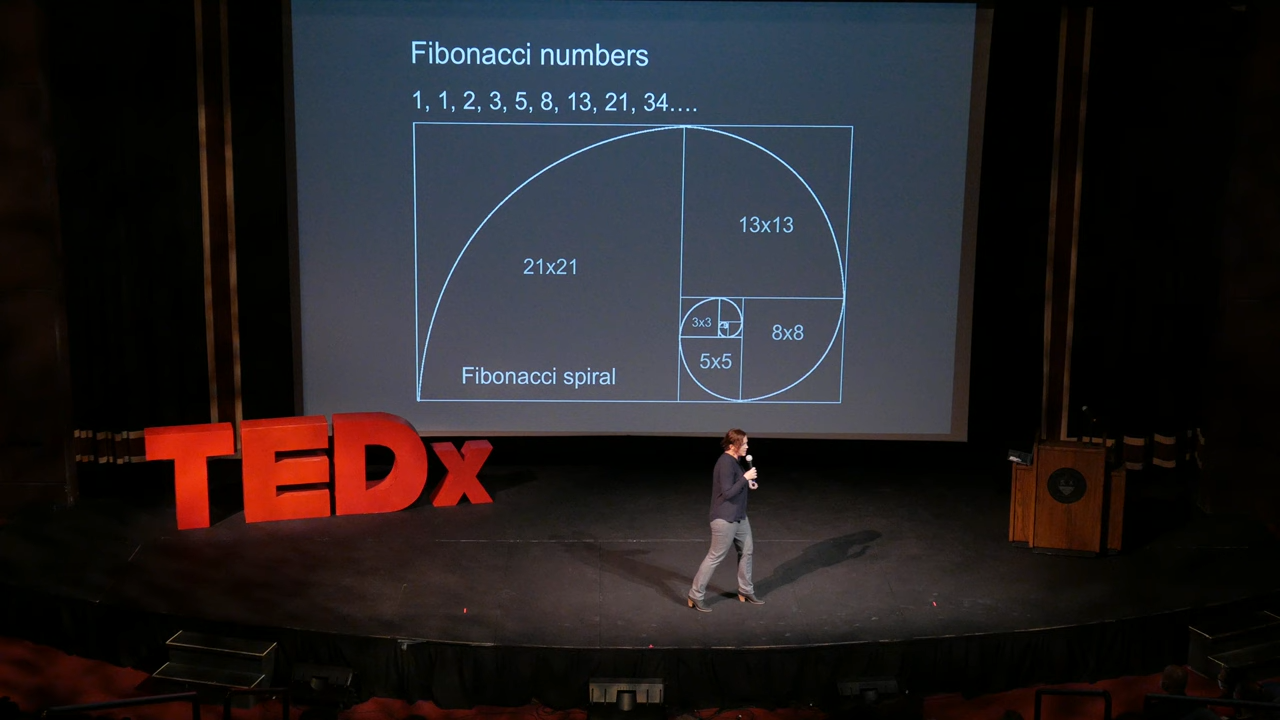 Fibonacci numbers
1, 1, 2, 3, 5, 8, 13, 21, 34....
13x13
21x21
3x3
8x8
5x5
Fibonacci spiral
TEDx